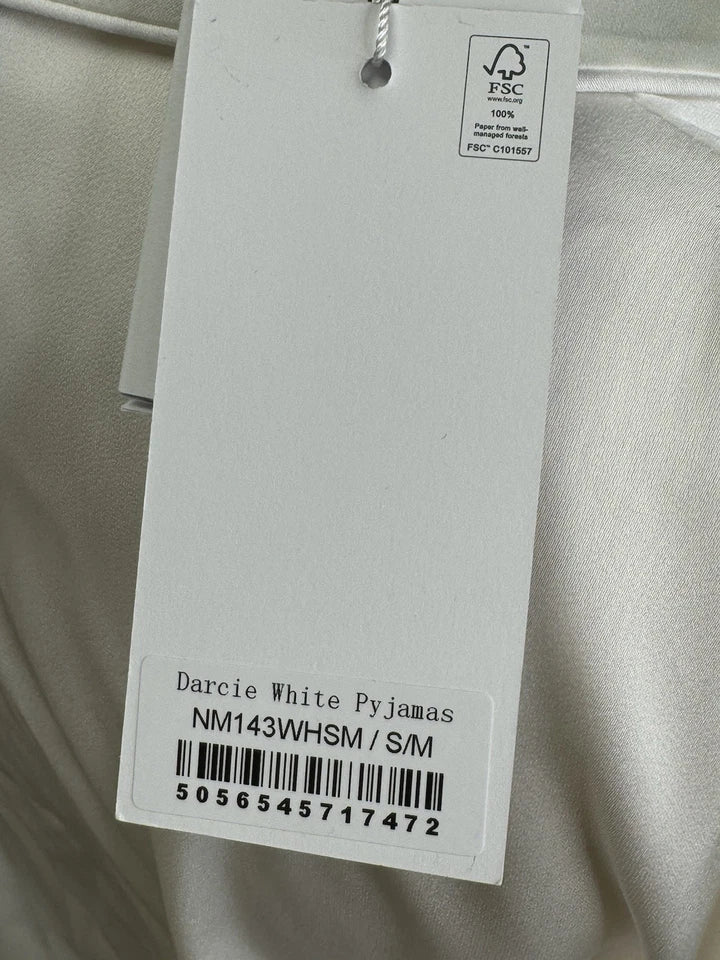 FSC
www.fsc.org
100%
Paper from well-
managed forests
FSC™ C101557
Darcie White Pyjamas
NM143WHSM / S/M
5056545717472